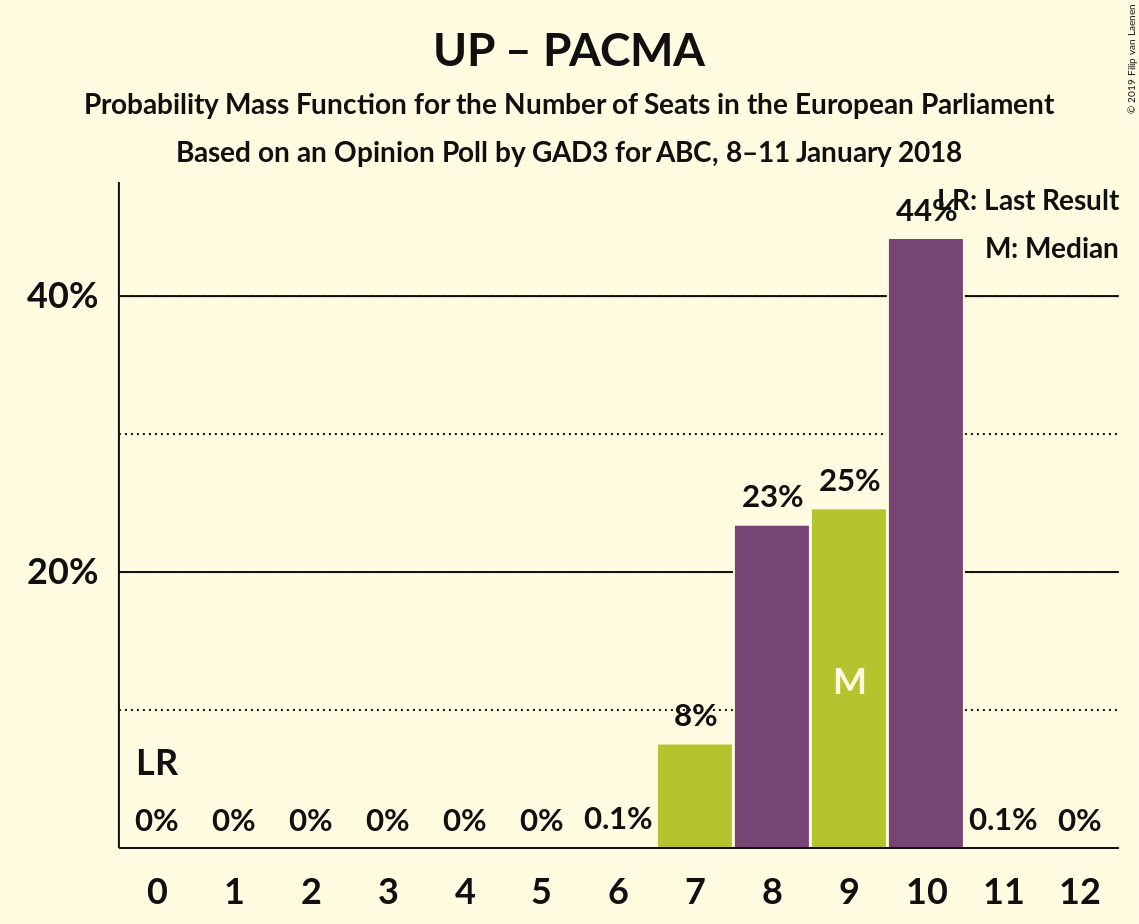 UP – PACMA
Probability Mass Function for the Number of Seats in the European Parliament
Based on an Opinion Poll by GAD3 for ABC, 8–11 January 2018
© 2019 Filip van Laenen
LR: Last Result
M: Median
40%
20%
44%
25%
23%
8%
M
LR
0% 0% 0% 0% 0% 0% 0.1% 0.1% 0%
0 1 2 3 4 5 6 7 8 9 10 11 12